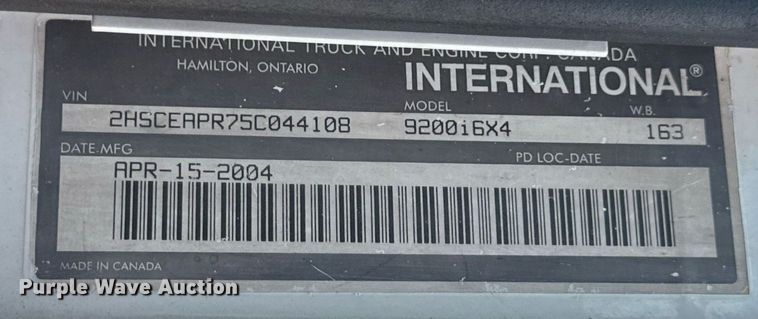 INTERNATIONAL TRUCK AND ENGINE CORP. CANADA
HAMILTON, ONTARIO
INTERNATIONAL®
VIN
MODEL
W.B.
2HSCEAPR75C044108
9200i6X4
163
DATE MFG
PD LOC-DATE
APR-15-2004
MADE IN CANADA
Purple Wave Auction